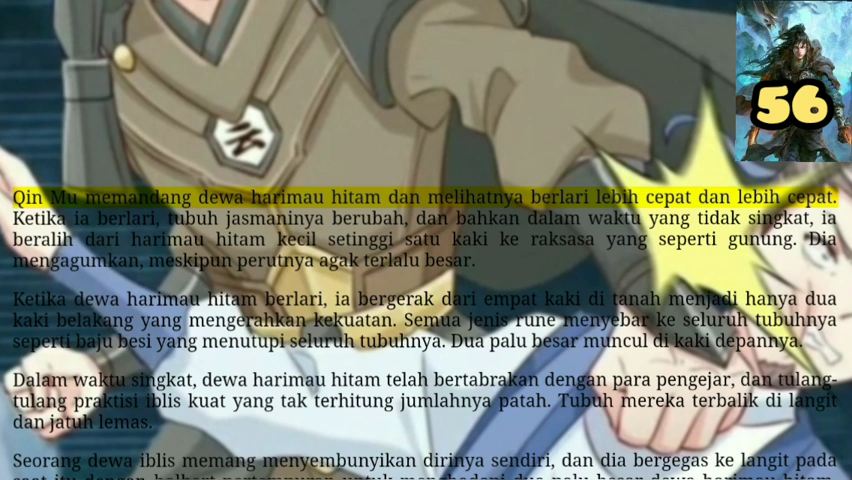 56
Qin Mu memandang dewa harimau hitam dan melihatnya berlari lebih cepat dan lebih cepat.
Ketika ia berlari, tubuh jasmaninya berubah, dan bahkan dalam waktu yang tidak singkat, ia
beralih dari harimau hitam kecil setinggi satu kaki ke raksasa yang seperti gunung. Dia
mengagumkan, meskipun perutnya agak terlalu besar.
Ketika dewa harimau hitam berlari, ia bergerak dari empat kaki di tanah menjadi hanya dua
kaki belakang yang mengerahkan kekuatan. Semua jenis rune menyebar ke seluruh tubuhnya
seperti baju besi yang menutupi seluruh tubuhnya. Dua palu besar muncul di kaki depannya.
Dalam waktu singkat, dewa harimau hitam telah bertabrakan dengan para pengejar, dan tulang-
tulang praktisi iblis kuat yang tak terhitung jumlahnya patah. Tubuh mereka terbalik di langit
dan jatuh lemas.
Seorang dewa iblis memang menyembunyikan dirinya sendiri, dan dia bergegas ke langit pada